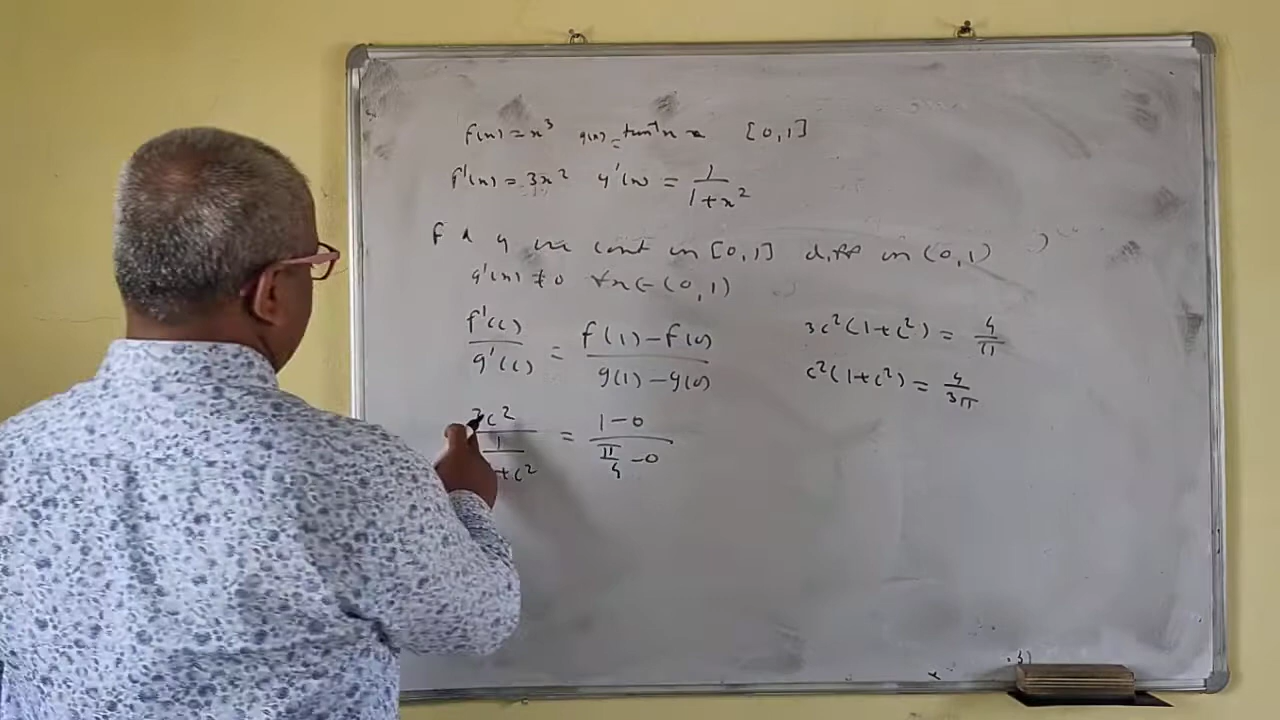 f(x) = x³ g(x) = tan⁻¹x [0,1]
f'(x) = 3x² g'(x) = 1/(1+x²)
f & g are cont in [0,1] diff in (0,1)
g'(x) ≠ 0 ∀x ∈ (0,1)
f'(c)/g'(c) = (f(1)-f(0))/(g(1)-g(0))
3c²/(1/(1+c²)) = (1-0)/(π/4 -0)
3c²(1+c²) = 4/π
c²(1+c²) = 4/3π